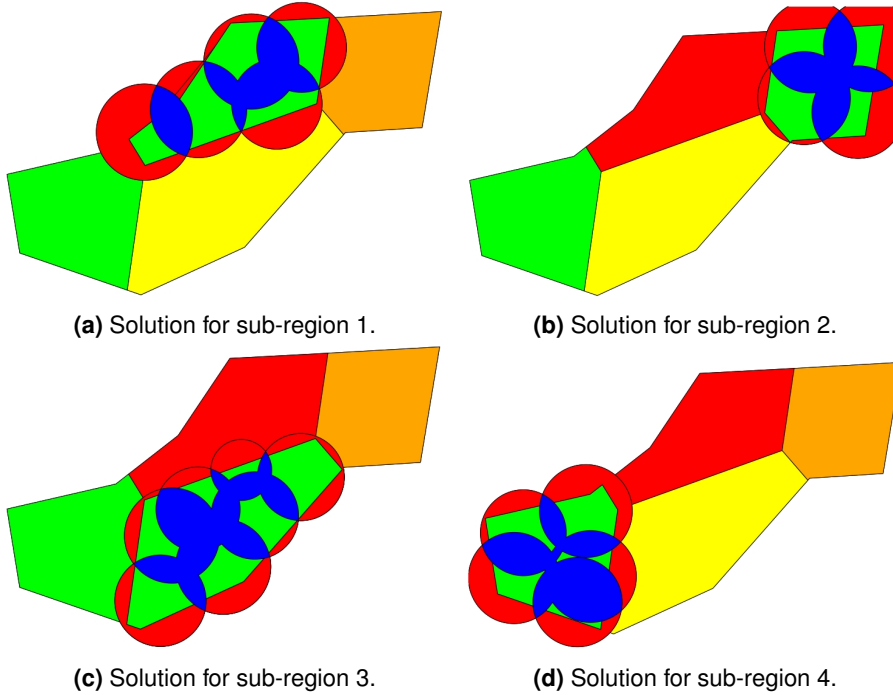 (a) Solution for sub-region 1.
(b) Solution for sub-region 2.
(c) Solution for sub-region 3.
(d) Solution for sub-region 4.